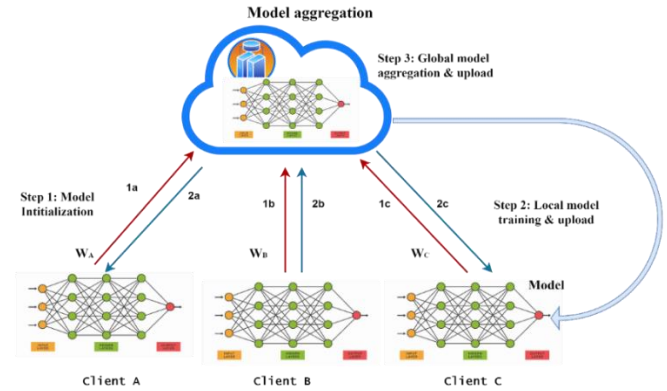 Model aggregation
Step 3: Global model
aggregation & upload
Step 1: Model
Intitialization
1a
2a
1b
2b
1c
2c
Step 2: Local model
training & upload
WA
WB
WC
Model
Client A
Client B
Client C